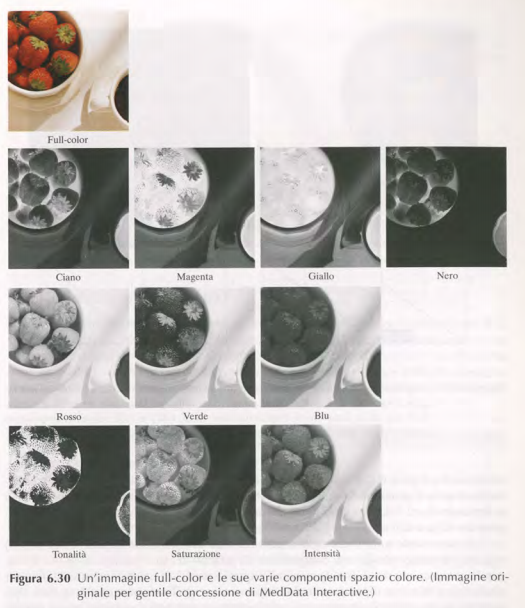 Full-color
Ciano Magenta Giallo Nero
Rosso Verde Blu
Tonalità Saturazione Intensità
Figura 6.30 Un'immagine full-color e le sue varie componenti spazio colore. (Immagine ori-
ginale per gentile concessione di MedData Interactive.)